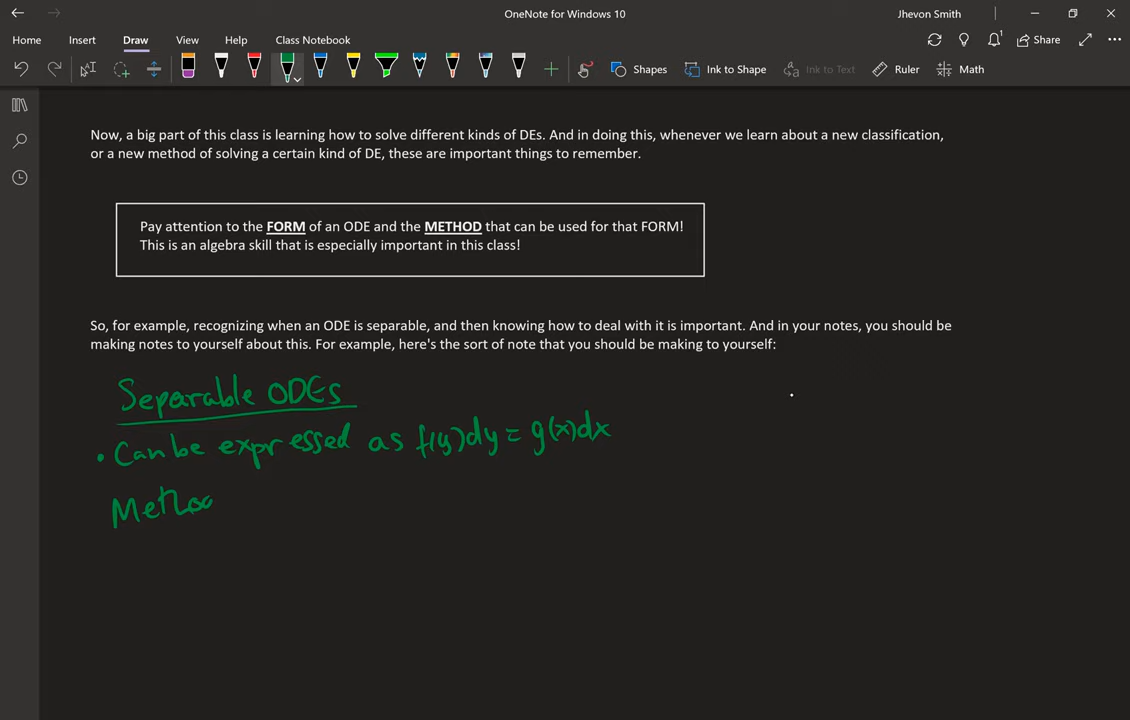 OneNote for Windows 10
Jhevon Smith
Home Insert Draw View Help Class Notebook
Share
Shapes Ink to Shape Ink to Text Ruler Math
Now, a big part of this class is learning how to solve different kinds of DEs. And in doing this, whenever we learn about a new classification,
or a new method of solving a certain kind of DE, these are important things to remember.
Pay attention to the FORM of an ODE and the METHOD that can be used for that FORM!
This is an algebra skill that is especially important in this class!
So, for example, recognizing when an ODE is separable, and then knowing how to deal with it is important. And in your notes, you should be
making notes to yourself about this. For example, here's the sort of note that you should be making to yourself:
Separable ODEs
• Can be expressed as f(y)dy = g(x)dx
Metho